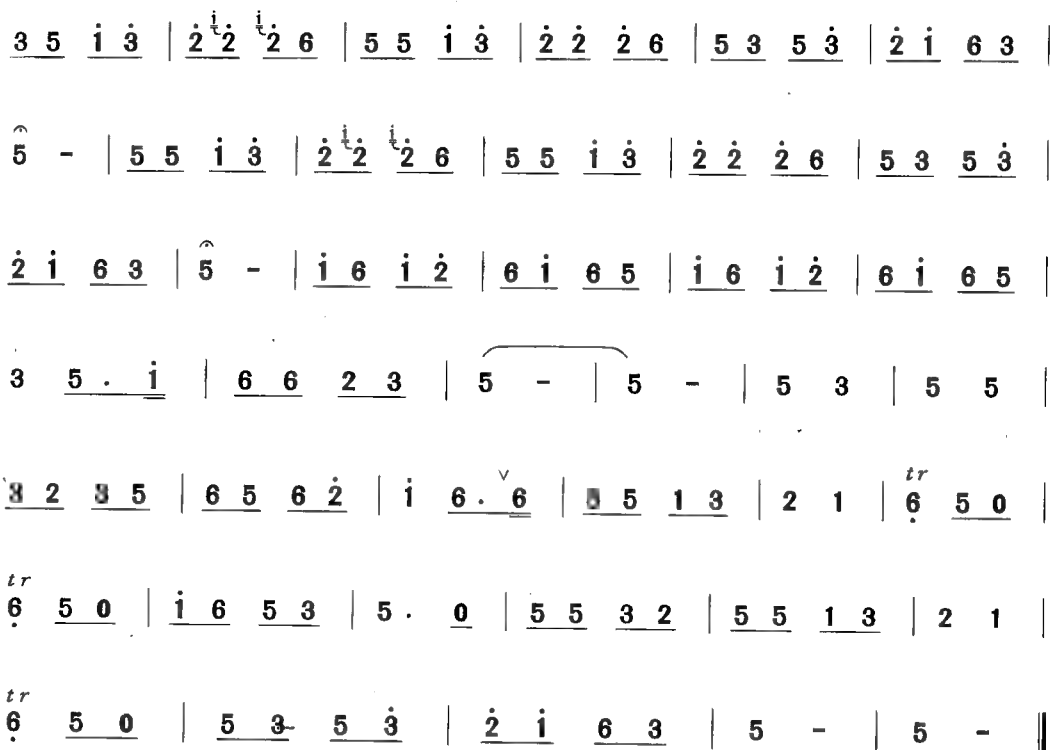 3 5 i̇ 3̇ | 2̇ i̇ 2̇ i̇ 2̇ 6 | 5 5 i̇ 3̇ | 2̇ 2̇ 2̇ 6 | 5 3 5 3̇ | 2̇ i̇ 6 3 |
5 - | 5 5 i̇ 3̇ | 2̇ i̇ 2̇ i̇ 2̇ 6 | 5 5 i̇ 3̇ | 2̇ 2̇ 2̇ 6 | 5 3 5 3̇ |
2̇ i̇ 6 3 | 5 - | i̇ 6 i̇ 2̇ | 6 i̇ 6 5 | i̇ 6 i̇ 2̇ | 6 i̇ 6 5 |
3 5 . i̇ | 6 6 2 3 | 5 - | 5 - | 5 3 | 5 5 |
3 2 3 5 | 6 5 6 2̇ | i̇ 6 . ∨ 6 | 5 1 3 | 2 1 | tr 6̣ 5 0 |
tr 6̣ 5 0 | i̇ 6 5 3 | 5 . 0 | 5 5 3 2 | 5 5 1 3 | 2 1 |
tr 6̣ 5 0 | 5 3 5 3̇ | 2̇ i̇ 6 3 | 5 - | 5 - ‖